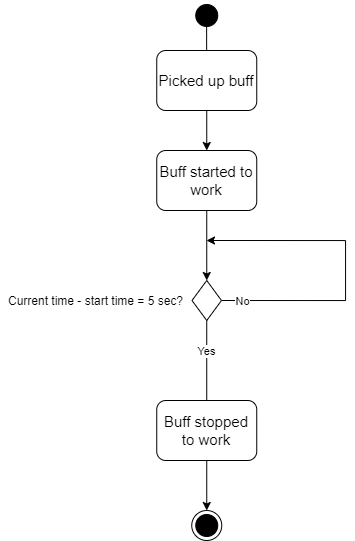 Picked up buff
Buff started to
work
Current time - start time = 5 sec?
No
Yes
Buff stopped
to work